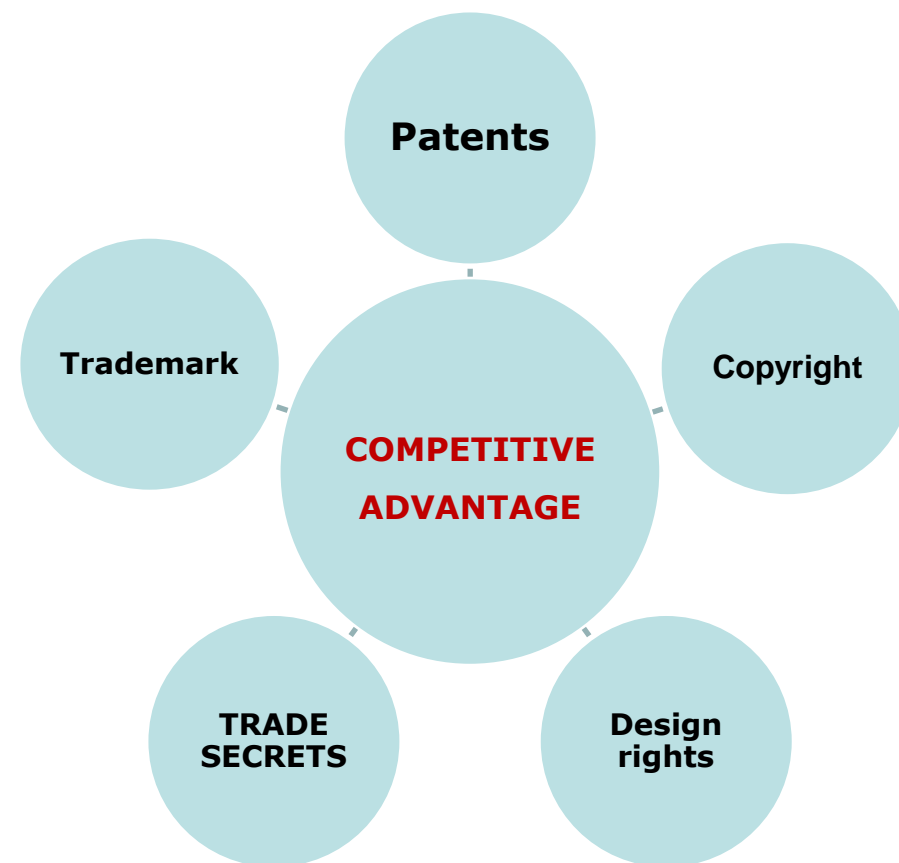 Patents
Trademark
Copyright
COMPETITIVE
ADVANTAGE
TRADE
SECRETS
Design
rights